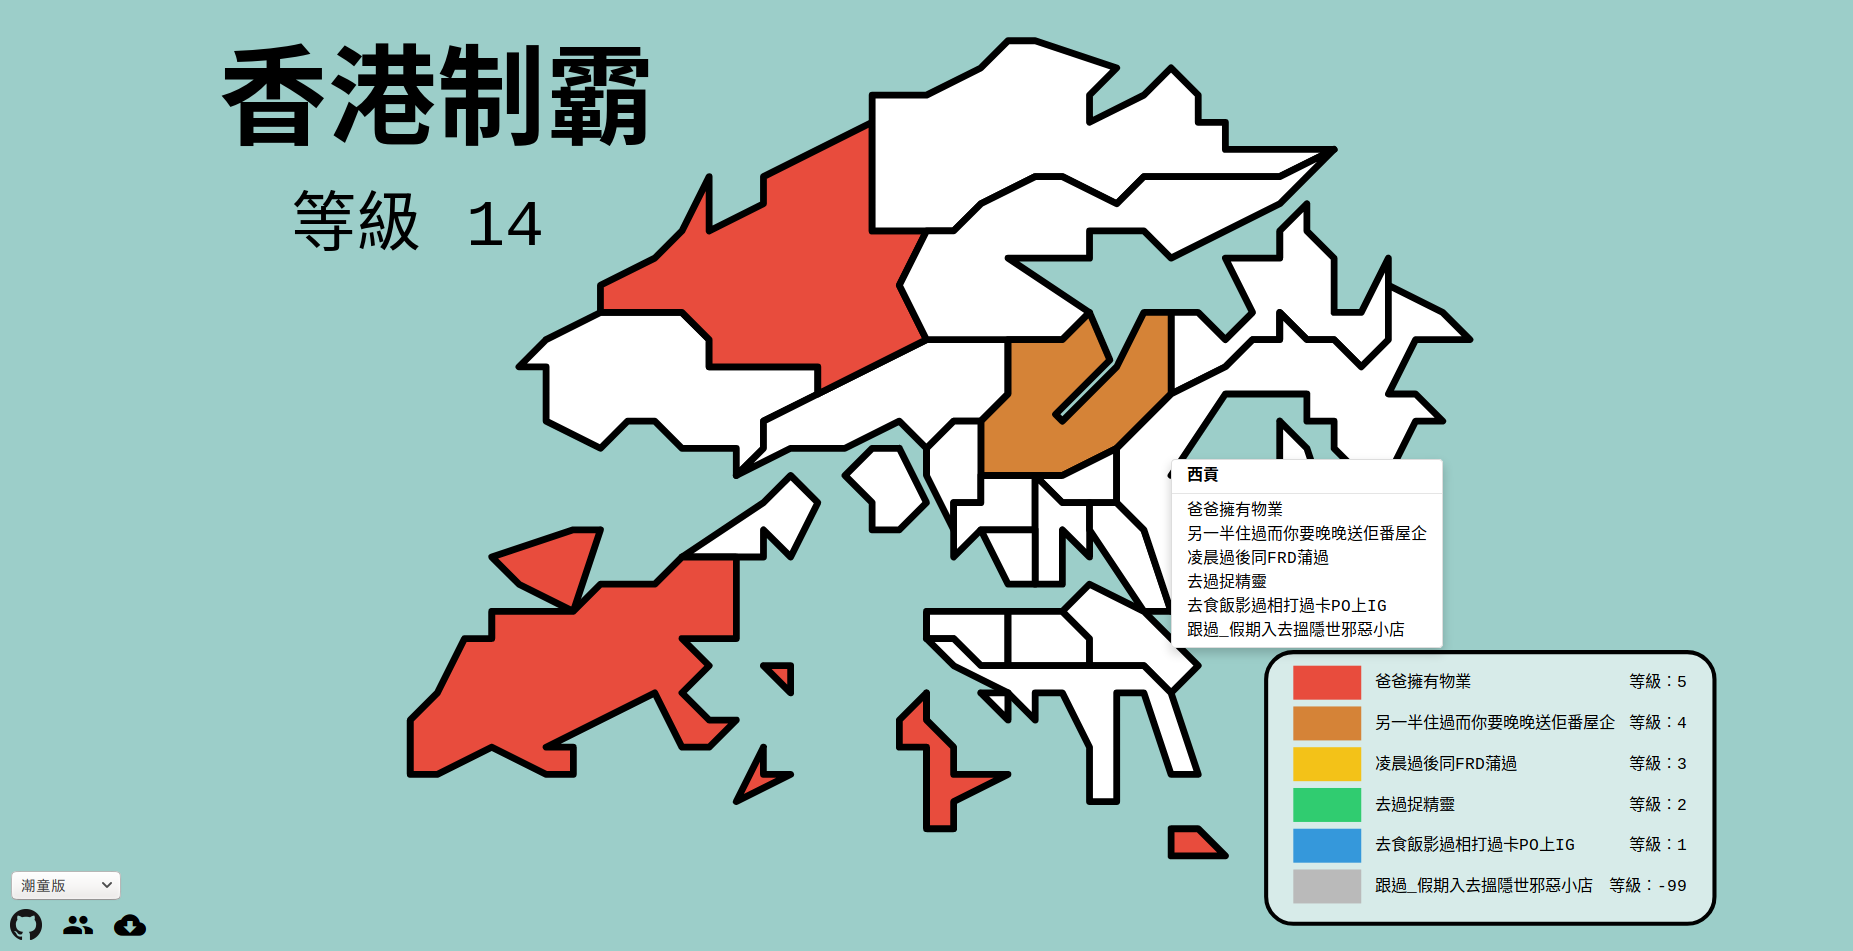 香港制霸
等級 14
西貢
爸爸擁有物業
另一半住過而你要晚晚送佢番屋企
凌晨過後同FRD蒲過
去過捉精靈
去食飯影過相打過卡PO上IG
跟過_假期入去搵隱世邪惡小店
爸爸擁有物業 等級：5
另一半住過而你要晚晚送佢番屋企 等級：4
凌晨過後同FRD蒲過 等級：3
去過捉精靈 等級：2
去食飯影過相打過卡PO上IG 等級：1
跟過_假期入去搵隱世邪惡小店 等級：-99
潮童版